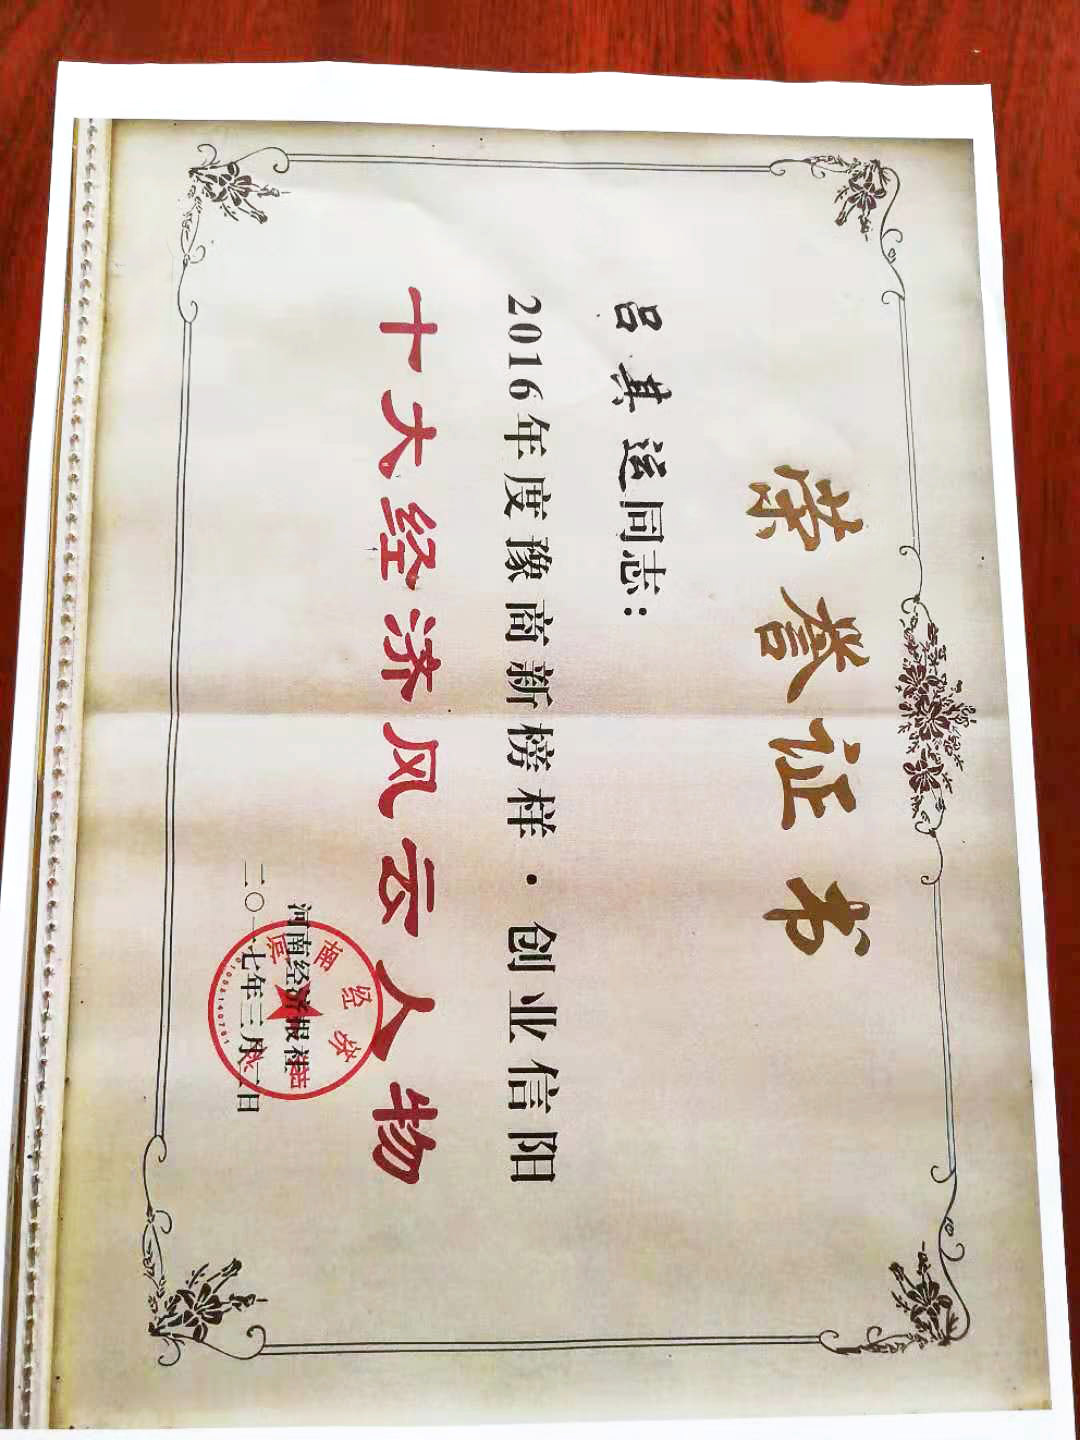 荣誉证书
吕其运同志：
2016年度豫商新榜样·创业信阳
十大经济风云人物
河南经济报社
二〇一七年三月二日